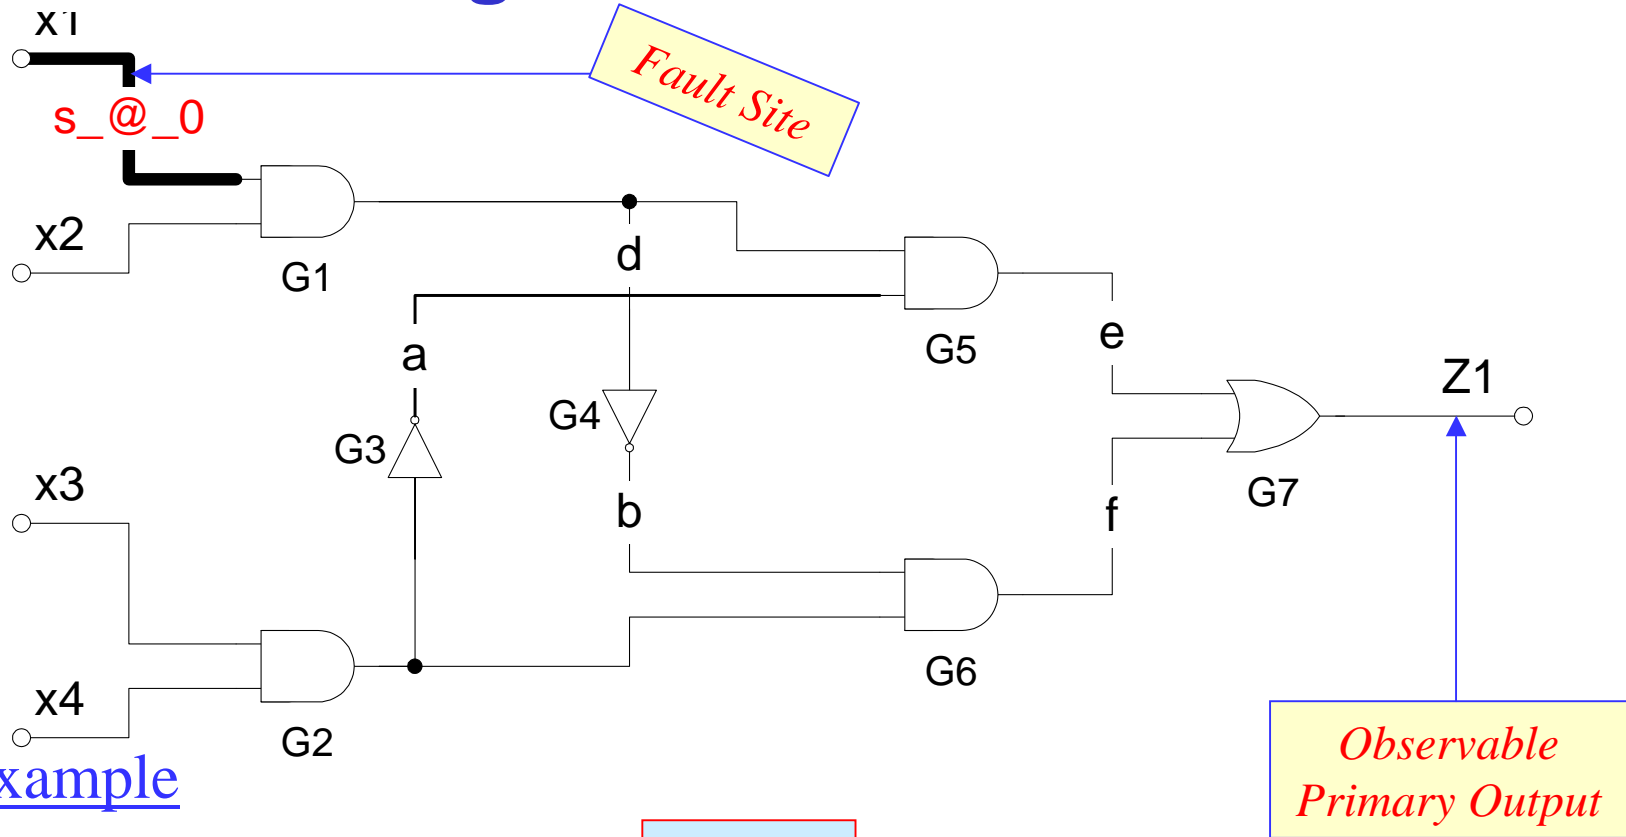 x1
Fault Site
s_@_0
x2
G1
d
G5
e
a
Z1
G4
G3
x3
G7
b
f
G6
x4
G2
Observable
Primary Output
xample